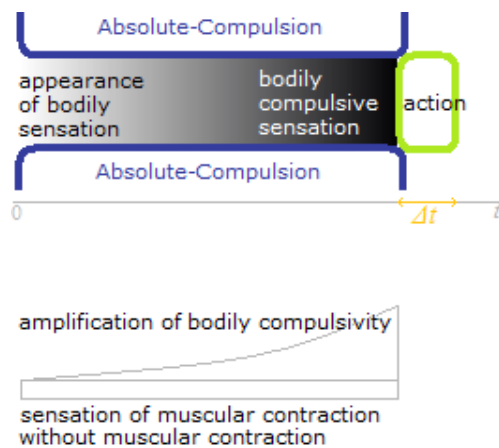 Absolute-Compulsion
appearance
of bodily
sensation
bodily
compulsive
sensation
action
Absolute-Compulsion
0
Δt
t
amplification of bodily compulsivity
sensation of muscular contraction
without muscular contraction